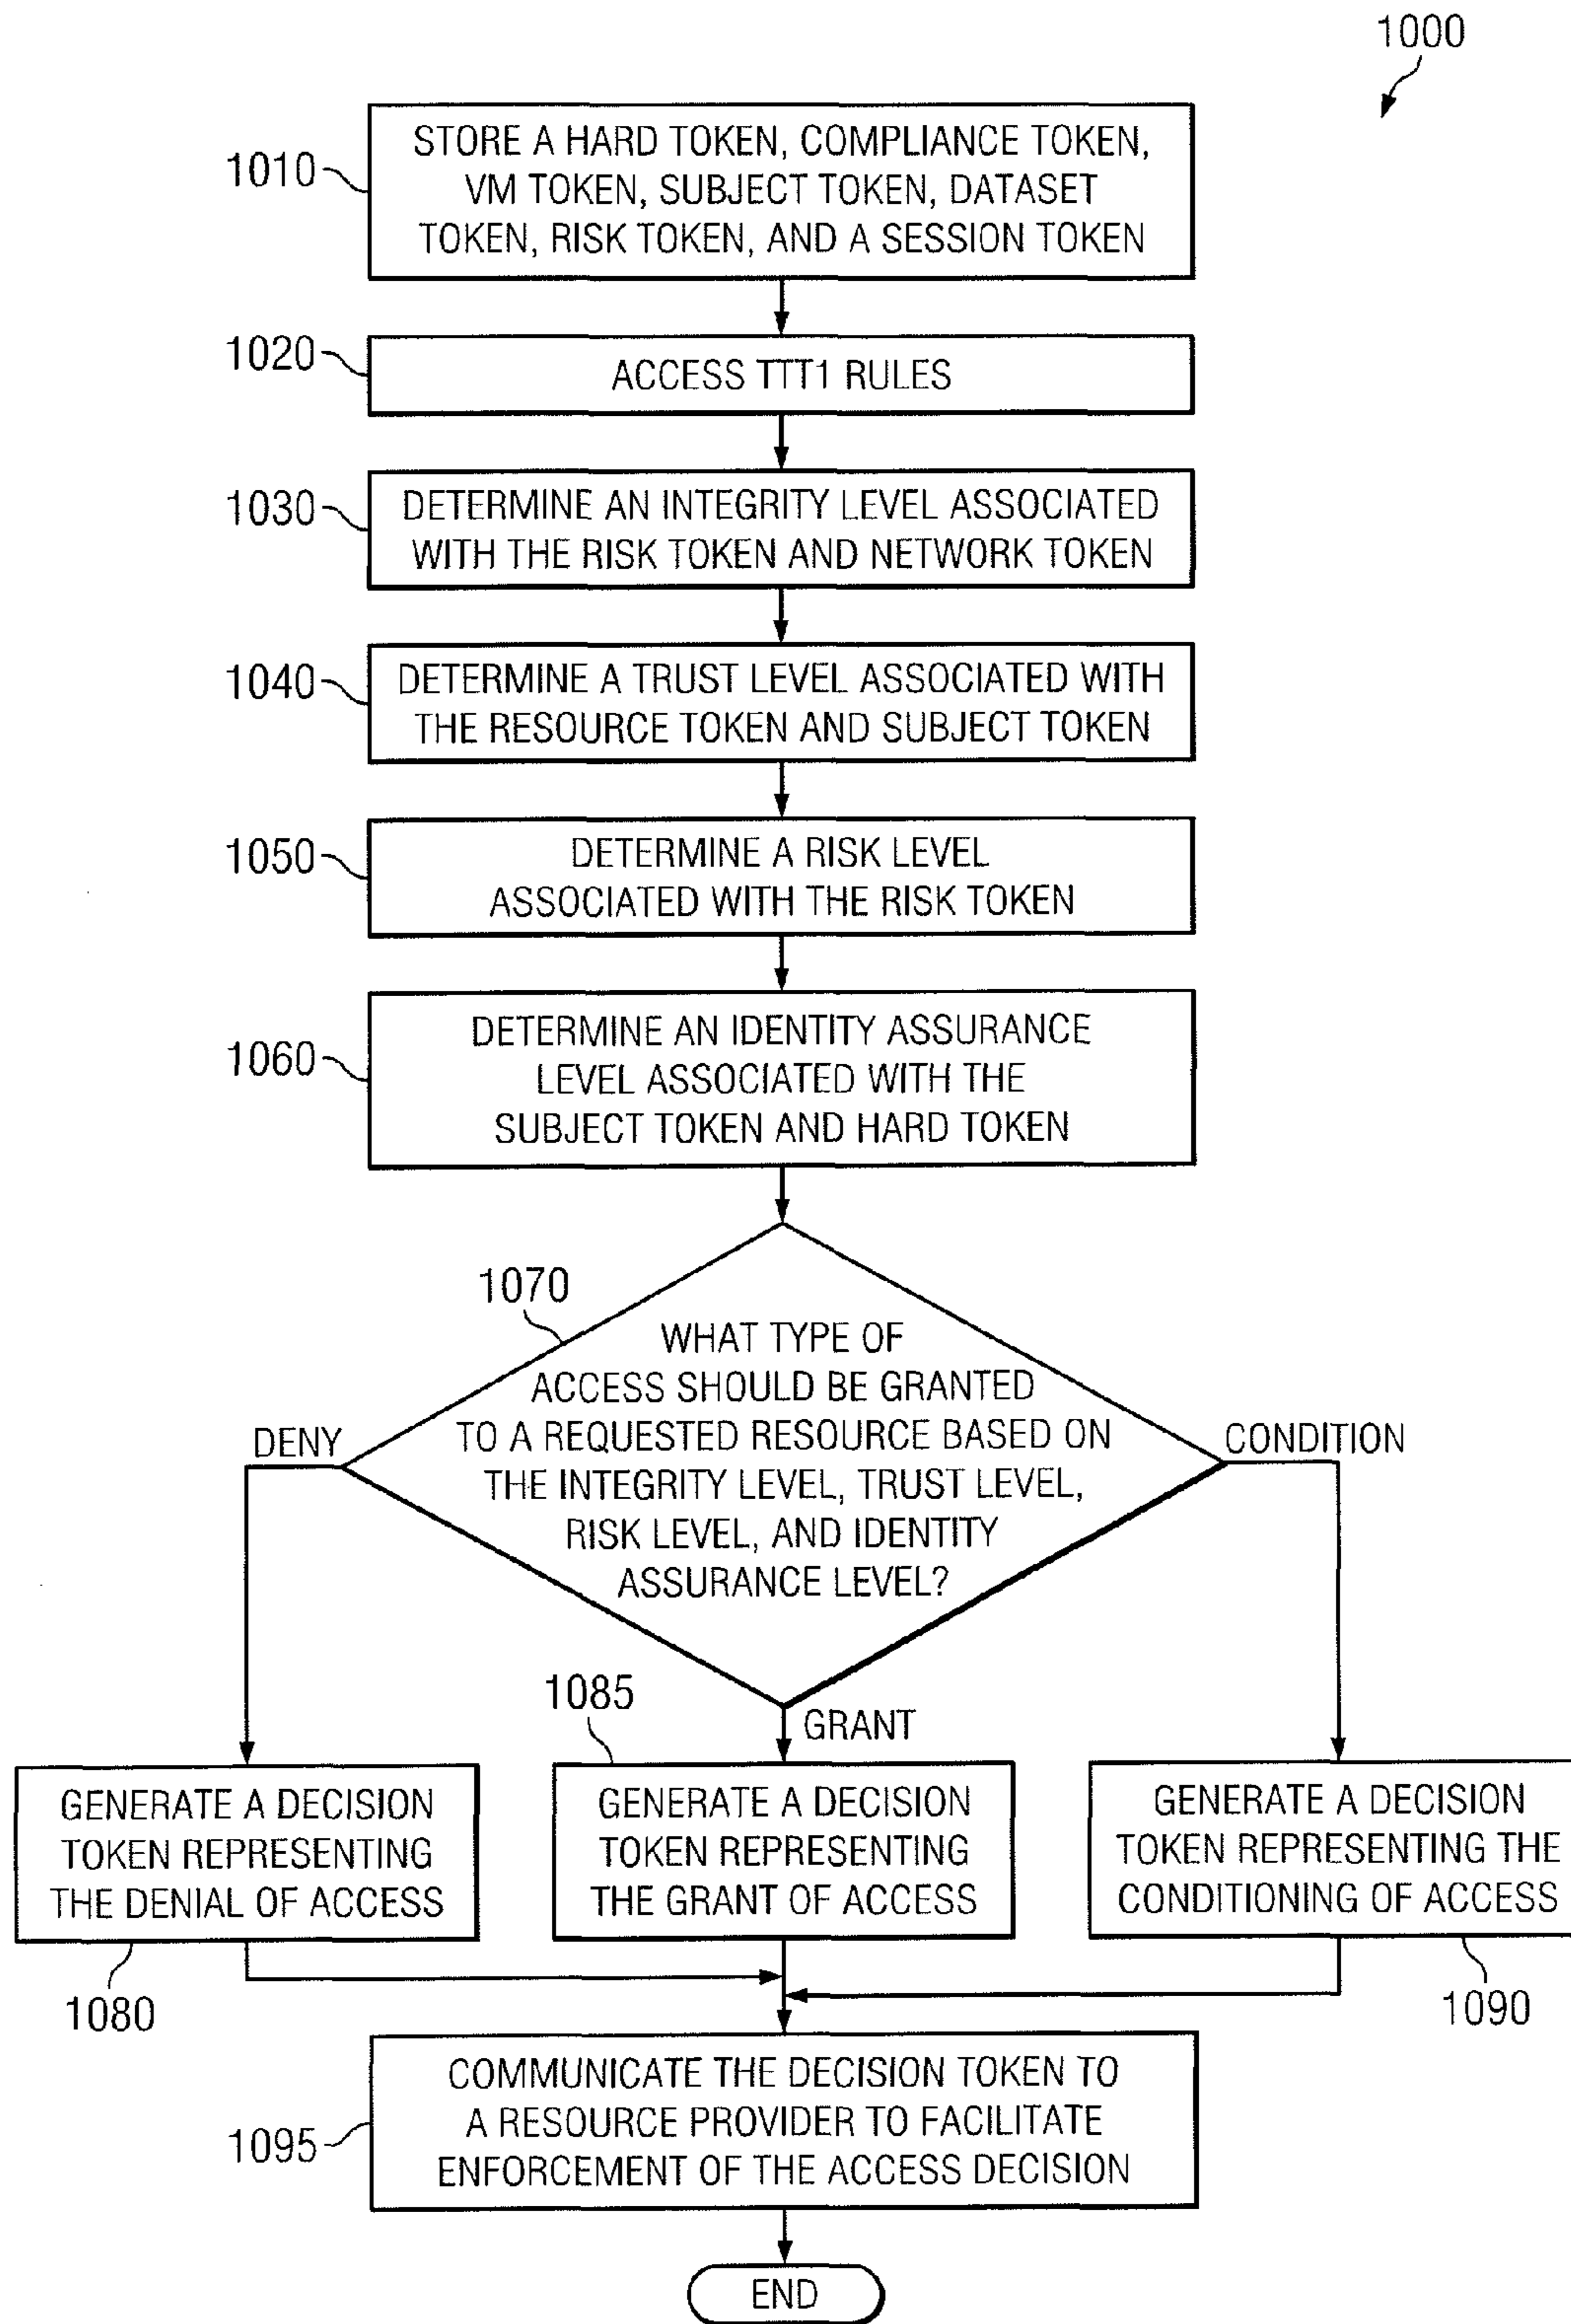 1000
1010
STORE A HARD TOKEN, COMPLIANCE TOKEN,
VM TOKEN, SUBJECT TOKEN, DATASET
TOKEN, RISK TOKEN, AND A SESSION TOKEN
1020
ACCESS TTT1 RULES
1030
DETERMINE AN INTEGRITY LEVEL ASSOCIATED
WITH THE RISK TOKEN AND NETWORK TOKEN
1040
DETERMINE A TRUST LEVEL ASSOCIATED WITH
THE RESOURCE TOKEN AND SUBJECT TOKEN
1050
DETERMINE A RISK LEVEL
ASSOCIATED WITH THE RISK TOKEN
1060
DETERMINE AN IDENTITY ASSURANCE
LEVEL ASSOCIATED WITH THE
SUBJECT TOKEN AND HARD TOKEN
1070
WHAT TYPE OF
ACCESS SHOULD BE GRANTED
TO A REQUESTED RESOURCE BASED ON
THE INTEGRITY LEVEL, TRUST LEVEL,
RISK LEVEL, AND IDENTITY
ASSURANCE LEVEL?
DENY
CONDITION
GRANT
GENERATE A DECISION
TOKEN REPRESENTING
THE DENIAL OF ACCESS
1080
1085
GENERATE A DECISION
TOKEN REPRESENTING
THE GRANT OF ACCESS
GENERATE A DECISION
TOKEN REPRESENTING THE
CONDITIONING OF ACCESS
1090
1095
COMMUNICATE THE DECISION TOKEN TO
A RESOURCE PROVIDER TO FACILITATE
ENFORCEMENT OF THE ACCESS DECISION
END